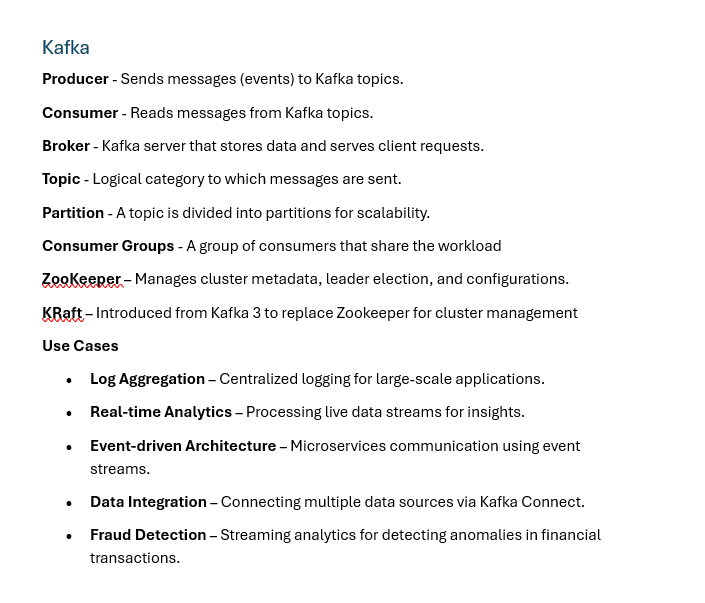 Kafka
Producer - Sends messages (events) to Kafka topics.
Consumer - Reads messages from Kafka topics.
Broker - Kafka server that stores data and serves client requests.
Topic - Logical category to which messages are sent.
Partition - A topic is divided into partitions for scalability.
Consumer Groups - A group of consumers that share the workload
ZooKeeper – Manages cluster metadata, leader election, and configurations.
KRaft – Introduced from Kafka 3 to replace Zookeeper for cluster management
Use Cases
• Log Aggregation – Centralized logging for large-scale applications.
• Real-time Analytics – Processing live data streams for insights.
• Event-driven Architecture – Microservices communication using event
streams.
• Data Integration – Connecting multiple data sources via Kafka Connect.
• Fraud Detection – Streaming analytics for detecting anomalies in financial
transactions.